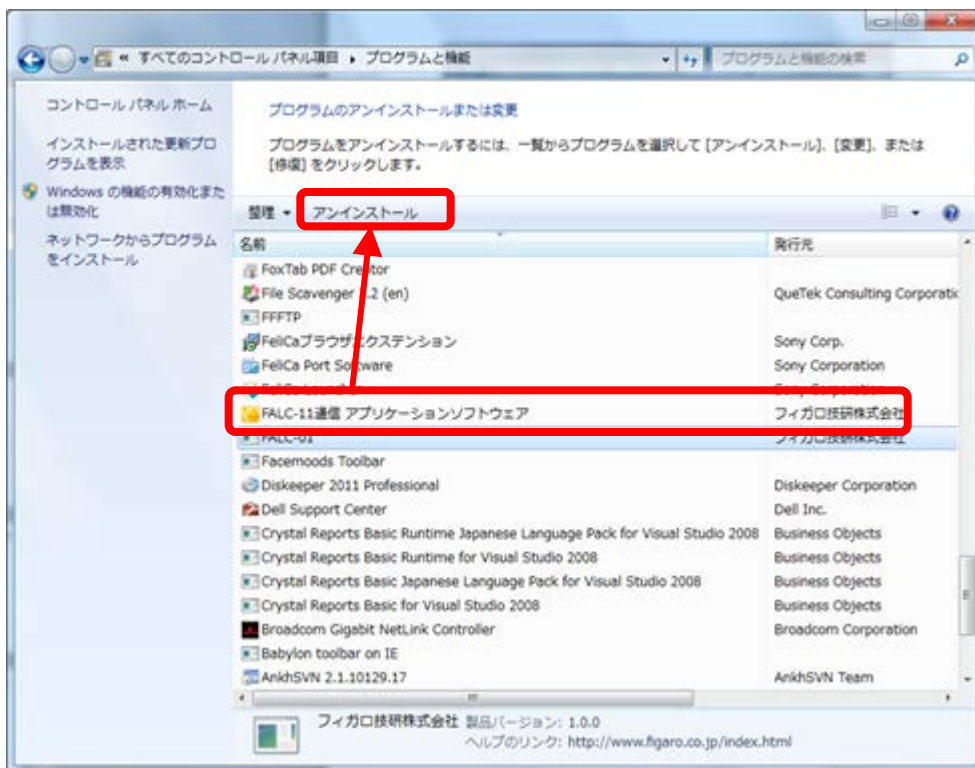 « すべてのコントロール パネル項目 ▸ プログラムと機能
プログラムと機能の検索
コントロール パネル ホーム
インストールされた更新プログラムを表示
Windows の機能の有効化または無効化
ネットワークからプログラムをインストール
プログラムのアンインストールまたは変更
プログラムをアンインストールするには、一覧からプログラムを選択して [アンインストール]、[変更]、または
[修復] をクリックします。
整理 アンインストール
名前 発行元
FoxTab PDF Creator
File Scavenger (en) QueTek Consulting Corporatic
FFFTP
FeliCaブラウザエクステンション Sony Corp.
FeliCa Port Software Sony Corporation
Sony Corporation
FALC-11通信 アプリケーションソフトウェア フィガロ技研株式会社
FALC-01 フィガロ技研株式会社
Facemoods Toolbar
Diskeeper 2011 Professional Diskeeper Corporation
Dell Support Center Dell Inc.
Crystal Reports Basic Runtime Japanese Language Pack for Visual Studio 2008 Business Objects
Crystal Reports Basic Runtime for Visual Studio 2008 Business Objects
Crystal Reports Basic Japanese Language Pack for Visual Studio 2008 Business Objects
Crystal Reports Basic for Visual Studio 2008 Business Objects
Broadcom Gigabit NetLink Controller Broadcom Corporation
Babylon toolbar on IE
AnkhSVN 2.1.10129.17 AnkhSVN Team
フィガロ技研株式会社 製品バージョン: 1.0.0
ヘルプのリンク: http://www.figaro.co.jp/index.html